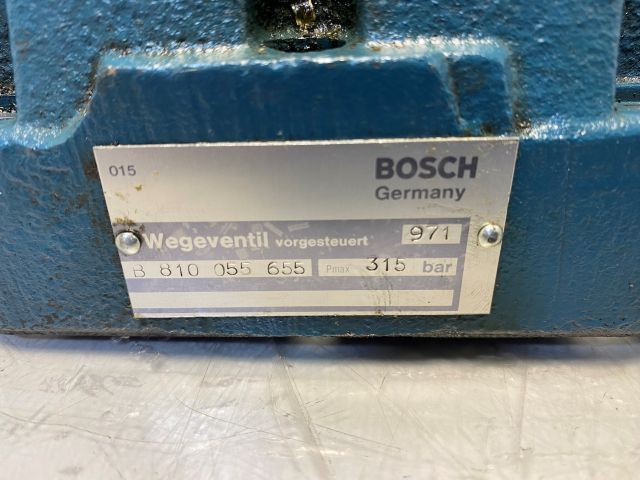 015 BOSCH
Germany
Wegeventil vorgesteuert 971
B 810 055 655 Pmax 315 bar